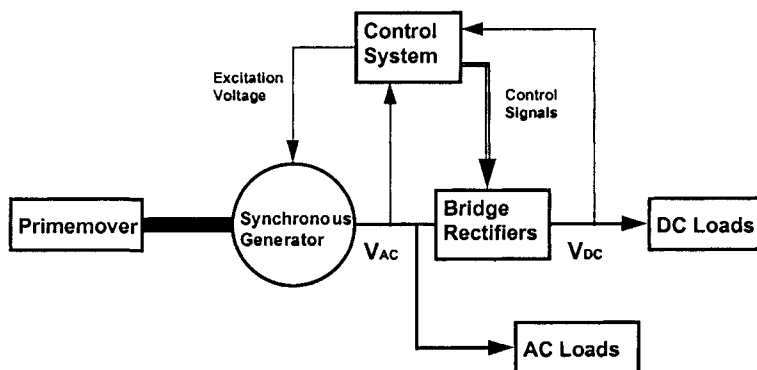 Control
System
Excitation
Voltage
Control
Signals
Primemover
Synchronous
Generator
VAC
Bridge
Rectifiers
VDC
DC Loads
AC Loads